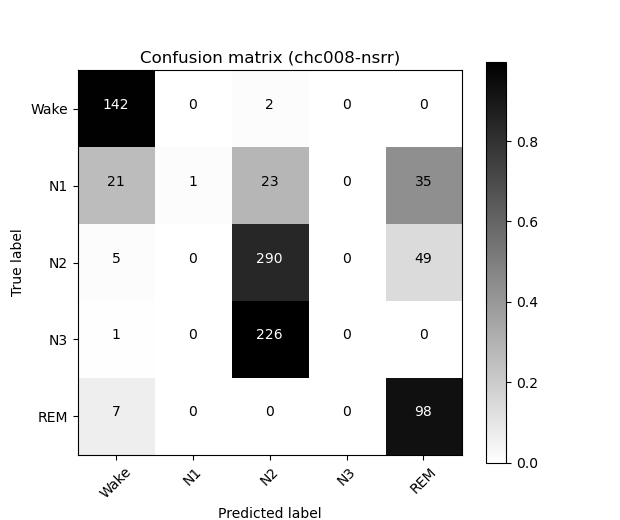 Confusion matrix (chc008-nsrr)
True label
Wake 142 0 2 0 0
N1 21 1 23 0 35
N2 5 0 290 0 49
N3 1 0 226 0 0
REM 7 0 0 0 98
Wake N1 N2 N3 REM
Predicted label
0.8
0.6
0.4
0.2
0.0